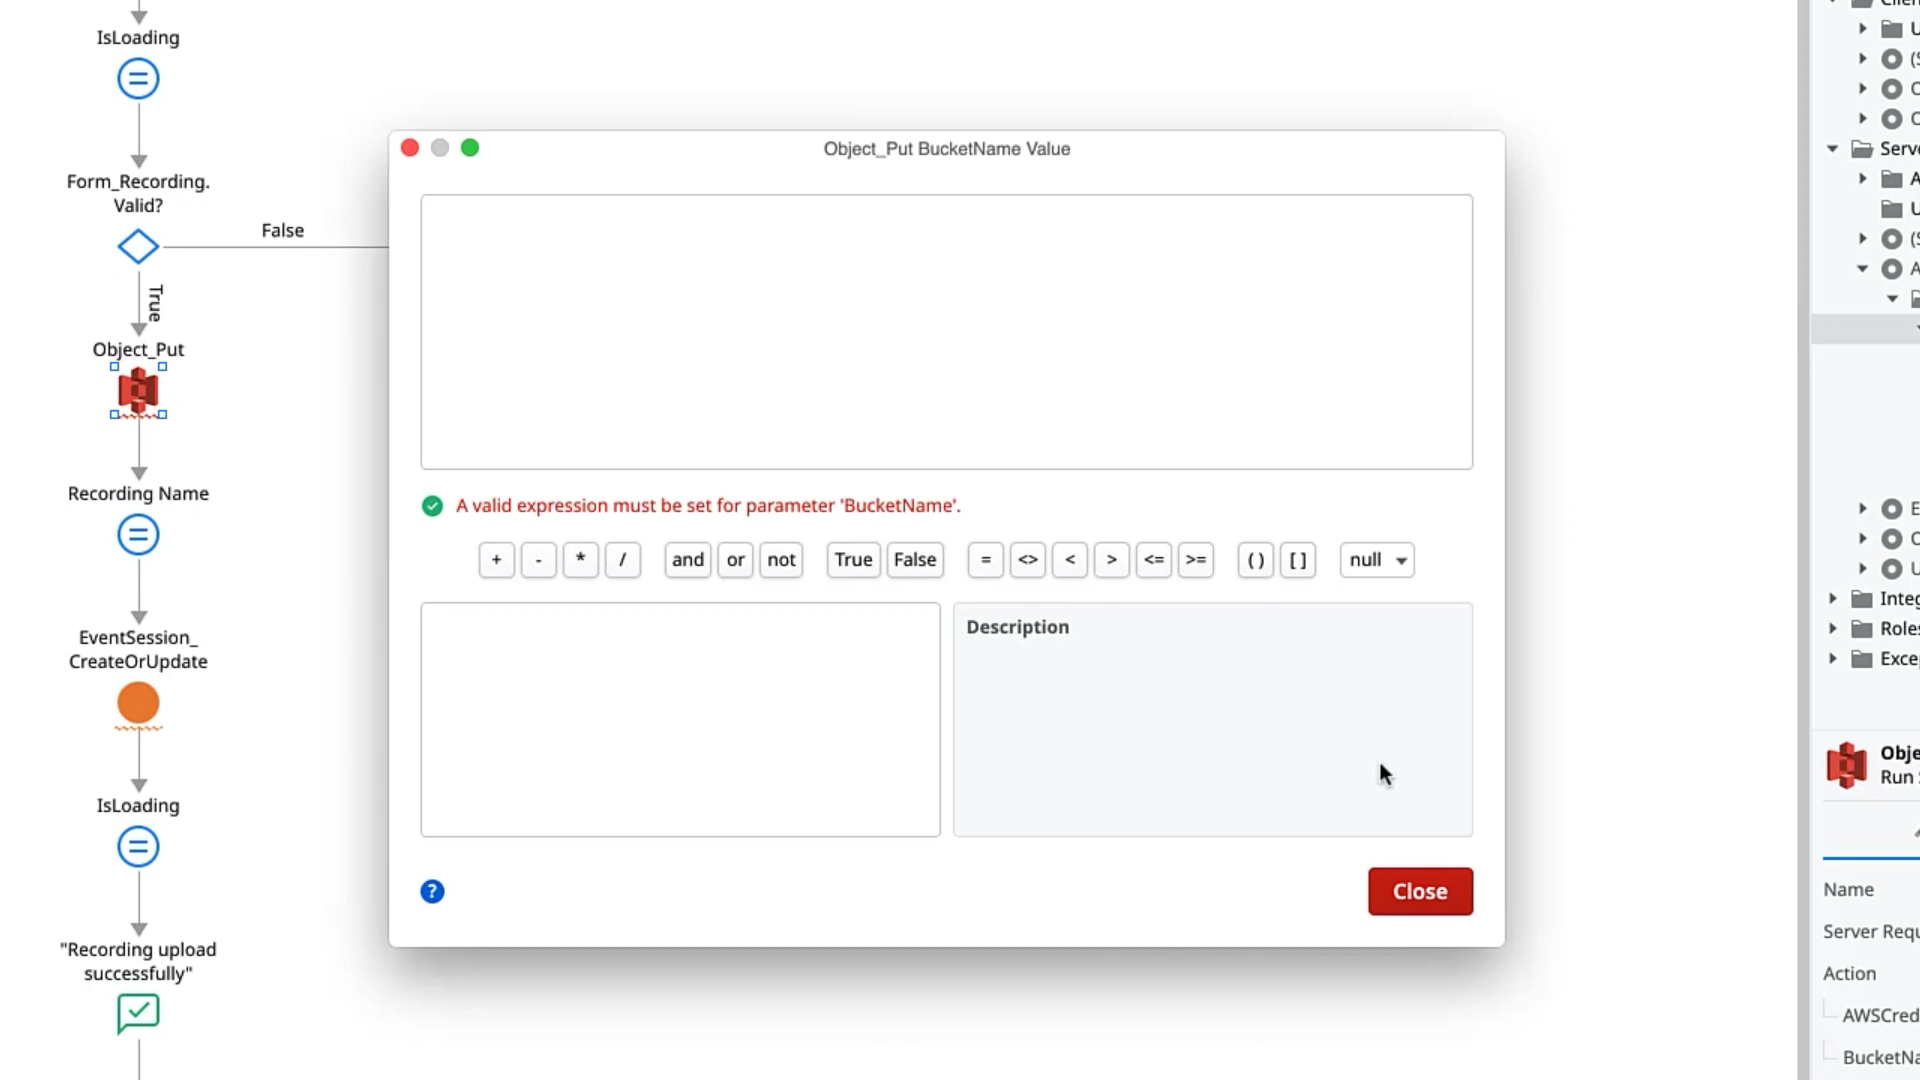 IsLoading
Form_Recording.
Valid?
False
True
Object_Put
Recording Name
EventSession_
CreateOrUpdate
IsLoading
"Recording upload
successfully"
Object_Put BucketName Value
A valid expression must be set for parameter 'BucketName'.
+ - * / and or not True False = <> < > <= >= ( ) [ ] null
Description
?
Close
Serve
Integ
Roles
Exce
Obje
Run S
Name
Server Requ
Action
AWSCred
BucketNa